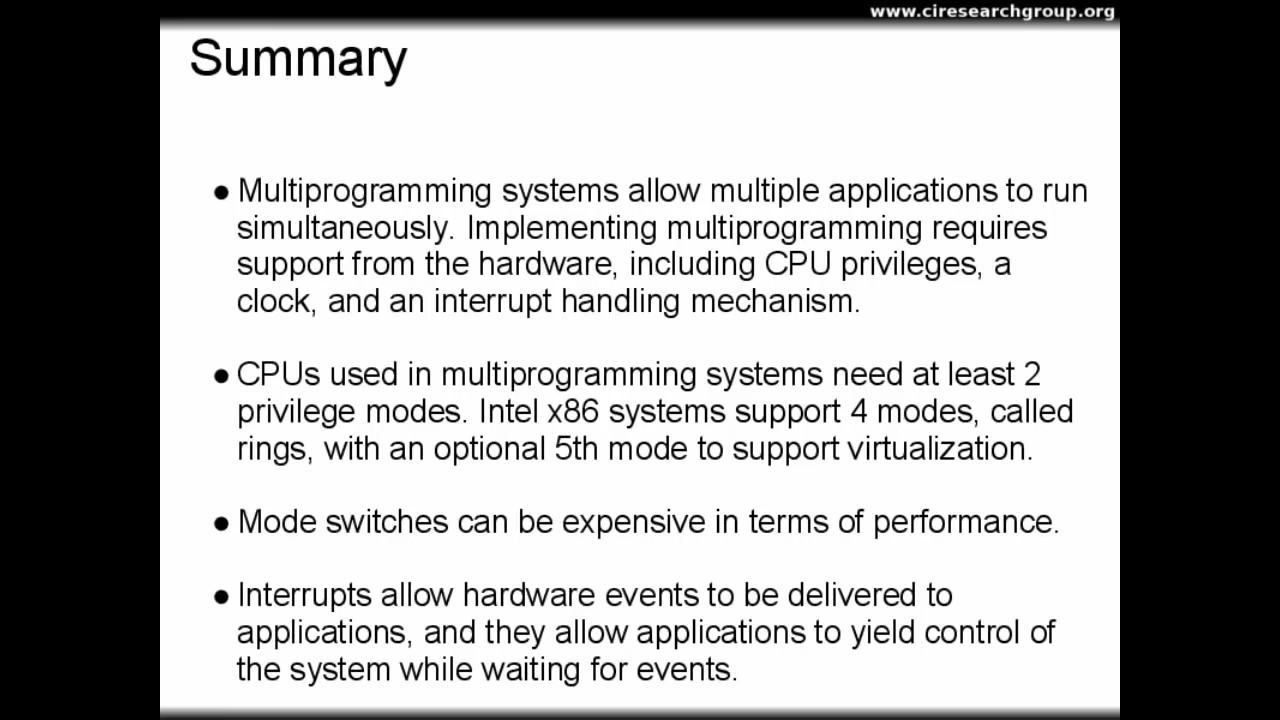 www.ciresearchgroup.org
Summary
● Multiprogramming systems allow multiple applications to run
simultaneously. Implementing multiprogramming requires
support from the hardware, including CPU privileges, a
clock, and an interrupt handling mechanism.
● CPUs used in multiprogramming systems need at least 2
privilege modes. Intel x86 systems support 4 modes, called
rings, with an optional 5th mode to support virtualization.
● Mode switches can be expensive in terms of performance.
● Interrupts allow hardware events to be delivered to
applications, and they allow applications to yield control of
the system while waiting for events.